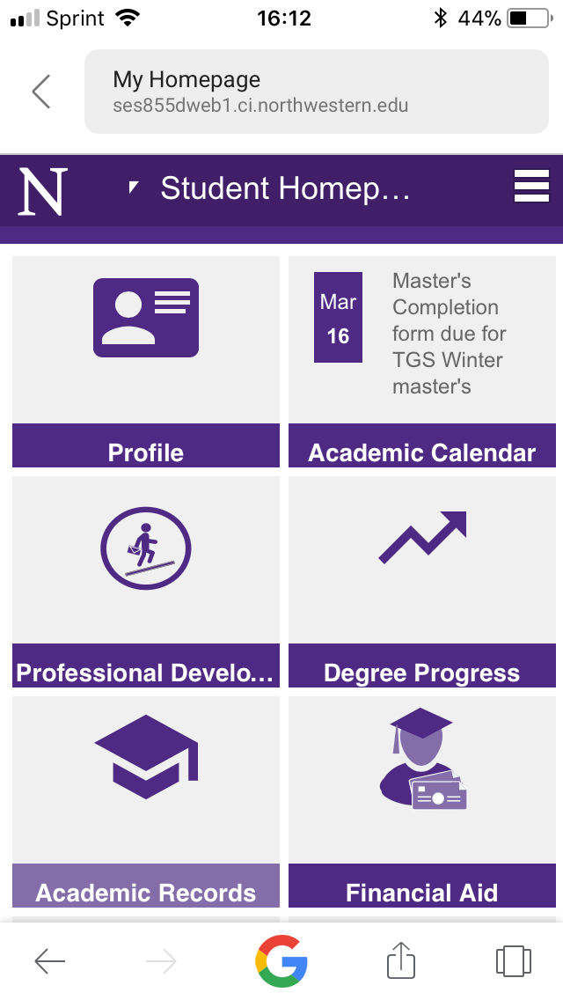 Sprint 16:12 44%
My Homepage
ses855dweb1.ci.northwestern.edu
N Student Homep...
Mar
16
Master's
Completion
form due for
TGS Winter
master's
Profile
Academic Calendar
Professional Develo...
Degree Progress
Academic Records
Financial Aid
G